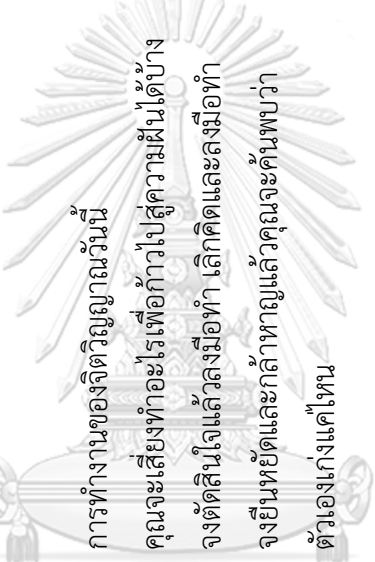 การทำงานของจิตวิญญาณวันนี้
คุณจะเสี่ยงทำอะไรเพื่อก้าวไปสู่ความฝันได้บ้าง
จงตัดสินใจแล้วลงมือทำ เลิกคิดและลงมือทำ
จงยืนหยัดและกล้าหาญแล้วคุณจะค้นพบว่า
ตัวเองเก่งแค่ไหน